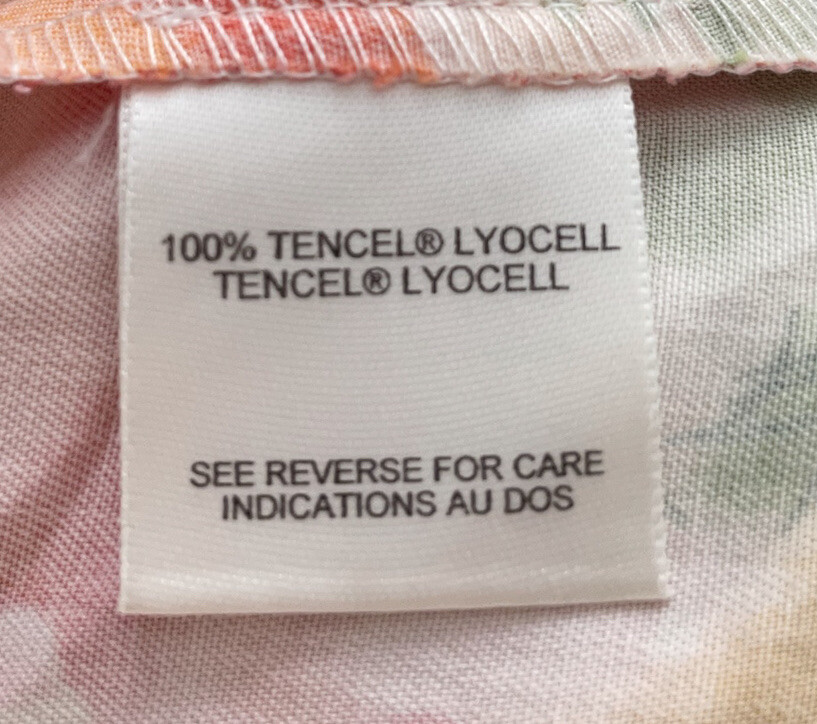 100% TENCEL® LYOCELL
TENCEL® LYOCELL
SEE REVERSE FOR CARE
INDICATIONS AU DOS